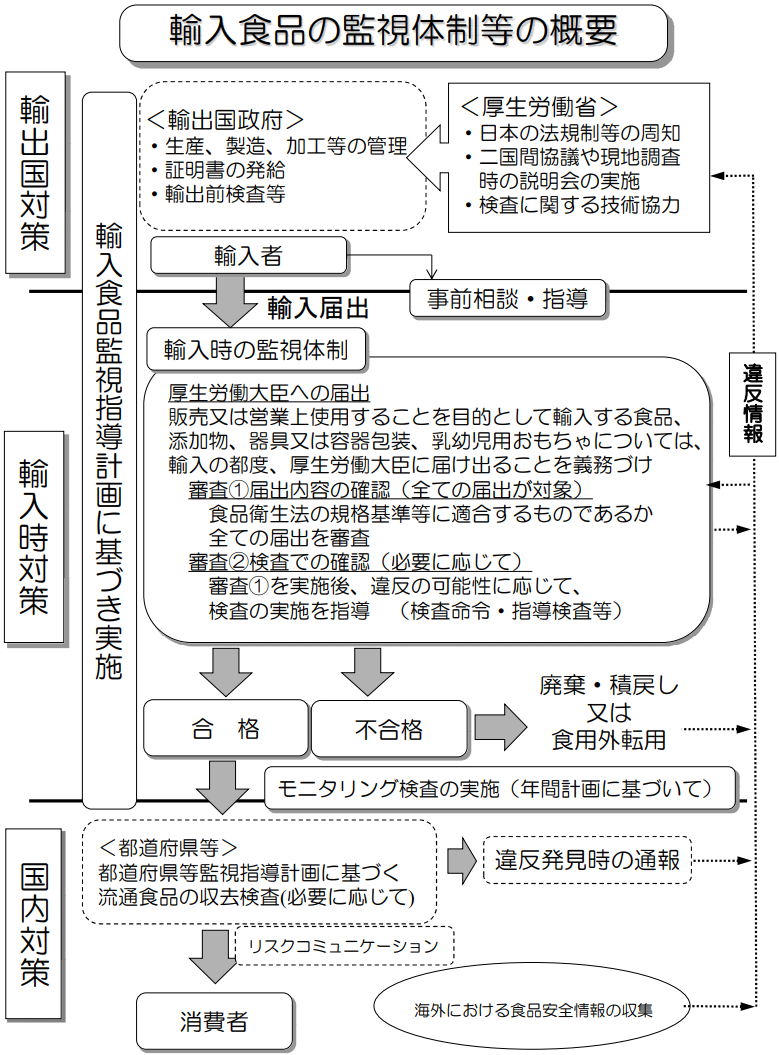 輸入食品の監視体制等の概要
輸出国対策
輸入食品監視指導計画に基づき実施
＜輸出国政府＞
・生産、製造、加工等の管理
・証明書の発給
・輸出前検査等
＜厚生労働省＞
・日本の法規制等の周知
・二国間協議や現地調査
時の説明会の実施
・検査に関する技術協力
輸入者
輸入届出
事前相談・指導
違反情報
輸入時対策
輸入時の監視体制
厚生労働大臣への届出
販売又は営業上使用することを目的として輸入する食品、
添加物、器具又は容器包装、乳幼児用おもちゃについては、
輸入の都度、厚生労働大臣に届け出ることを義務づけ
審査①届出内容の確認（全ての届出が対象）
食品衛生法の規格基準等に適合するものであるか
全ての届出を審査
審査②検査での確認（必要に応じて）
審査①を実施後、違反の可能性に応じて、
検査の実施を指導　（検査命令・指導検査等）
合　格
不合格
廃棄・積戻し
又は
食用外転用
モニタリング検査の実施（年間計画に基づいて）
国内対策
＜都道府県等＞
都道府県等監視指導計画に基づく
流通食品の収去検査(必要に応じて)
違反発見時の通報
リスクコミュニケーション
消費者
海外における食品安全情報の収集